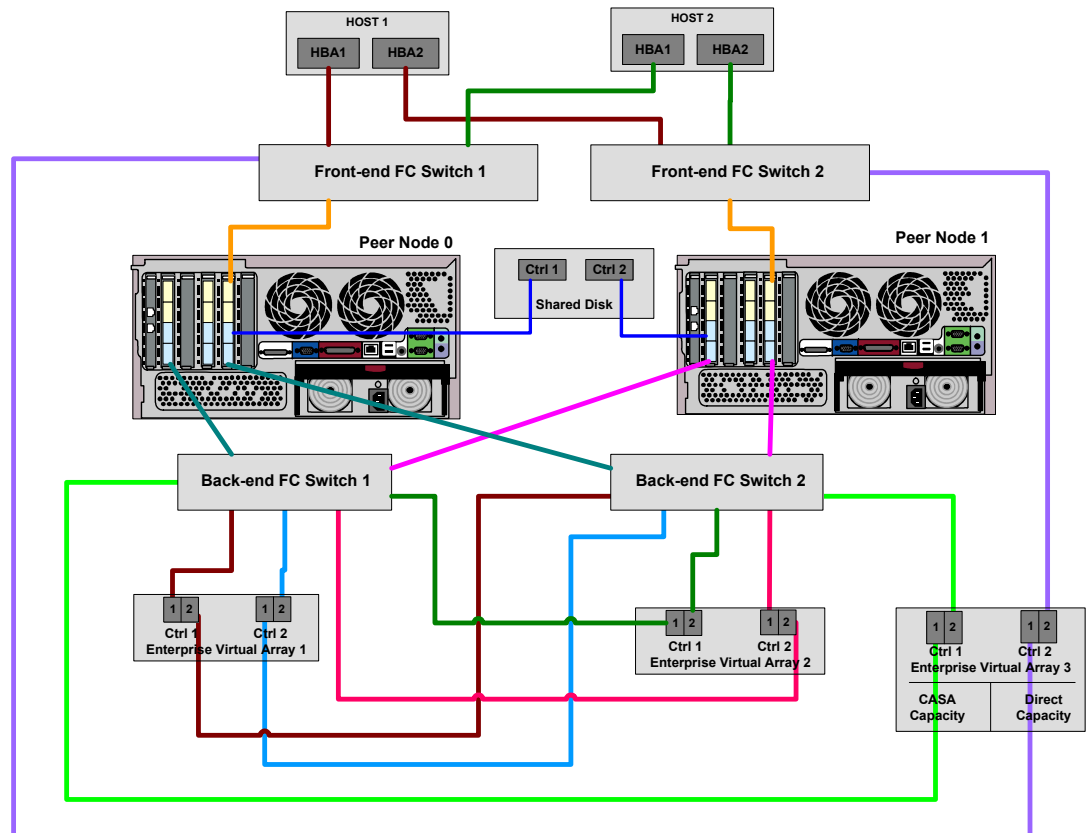 HOST 1
HBA1 HBA2
HOST 2
HBA1 HBA2
Front-end FC Switch 1
Front-end FC Switch 2
Peer Node 0
Peer Node 1
Ctrl 1 Ctrl 2
Shared Disk
Back-end FC Switch 1
Back-end FC Switch 2
1 2 1 2
Ctrl 1 Ctrl 2
Enterprise Virtual Array 1
1 2 1 2
Ctrl 1 Ctrl 2
Enterprise Virtual Array 2
1 2 1 2
Ctrl 1 Ctrl 2
Enterprise Virtual Array 3
CASA Capacity
Direct Capacity